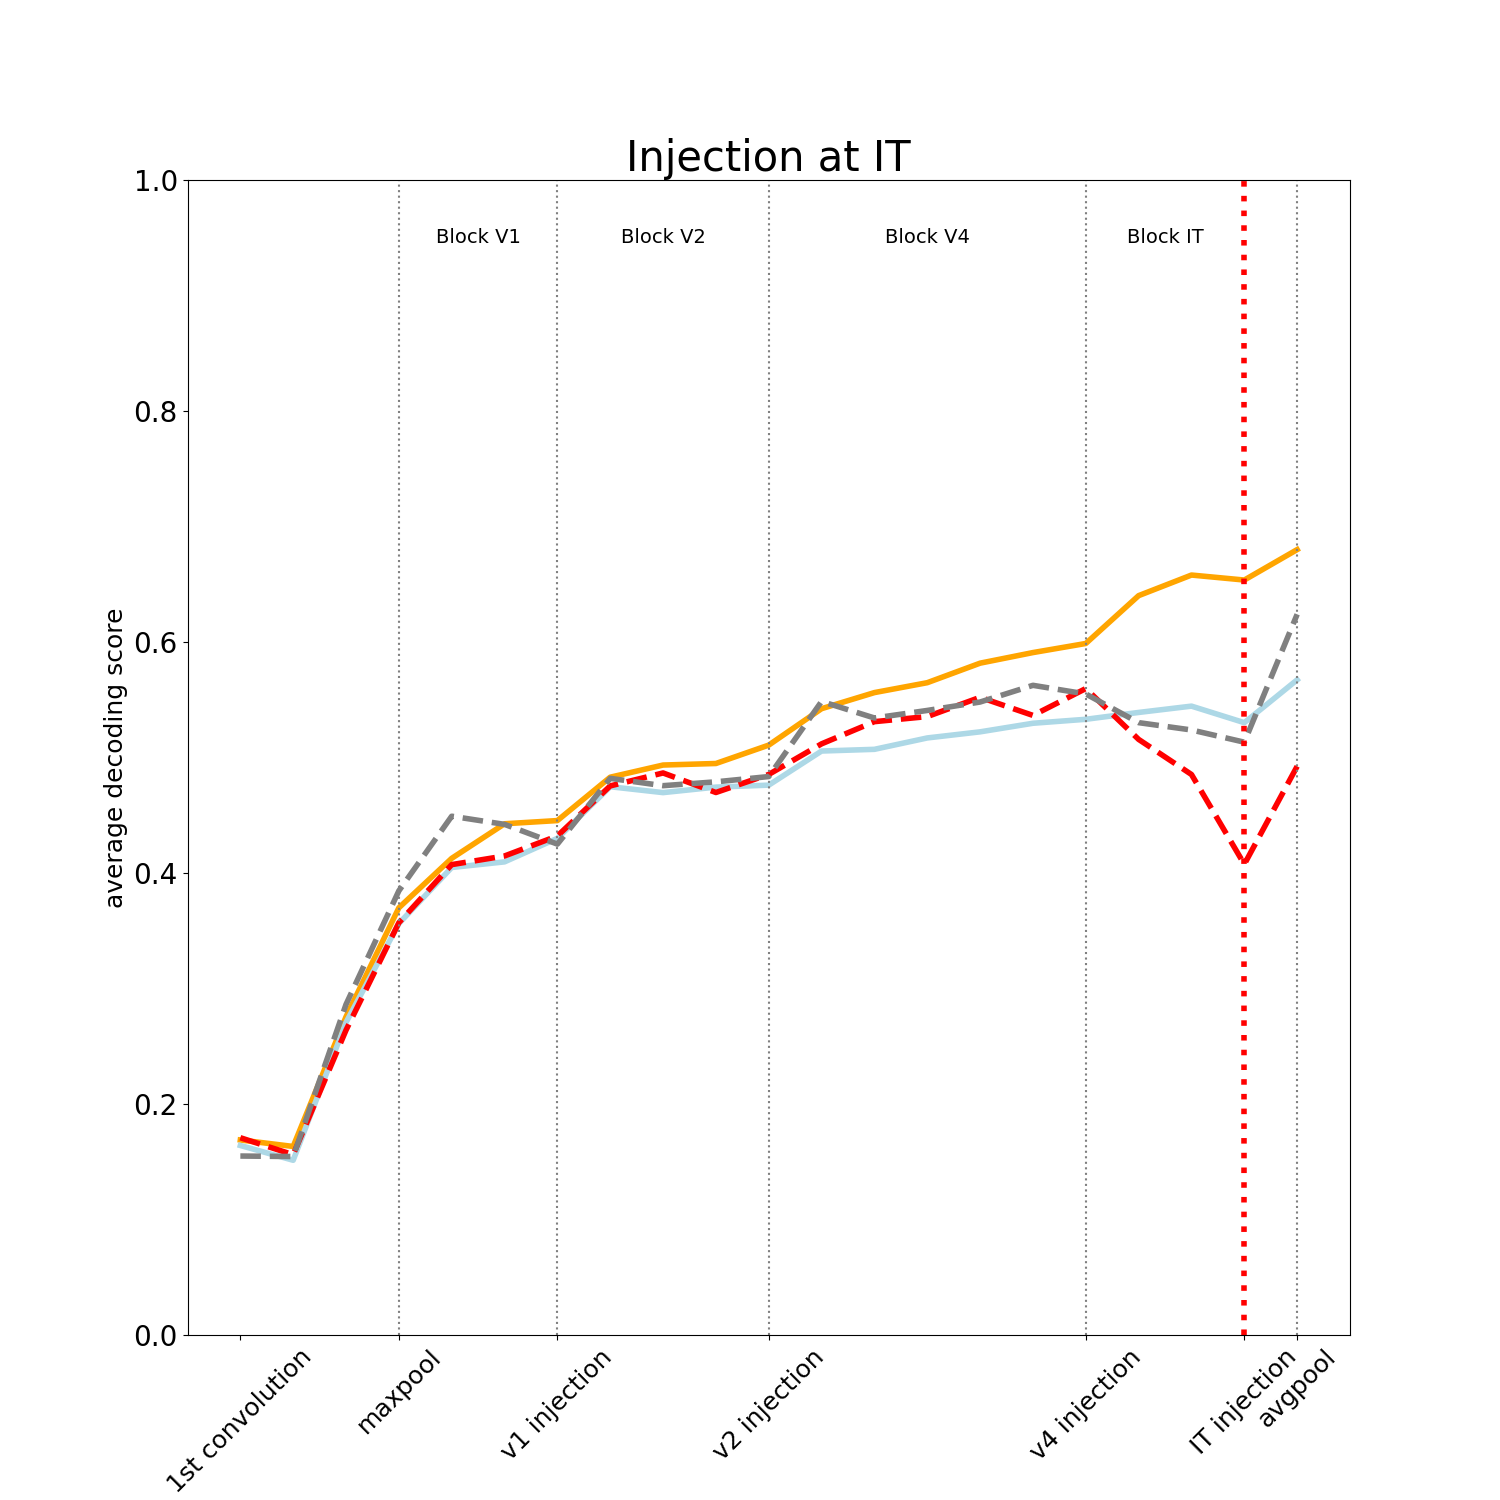 Injection at IT
1.0
Block V1 Block V2 Block V4 Block IT
0.8
0.6
average decoding score
0.4
0.2
0.0
1st convolution
maxpool
v1 injection
v2 injection
v4 injection
IT injection
avgpool